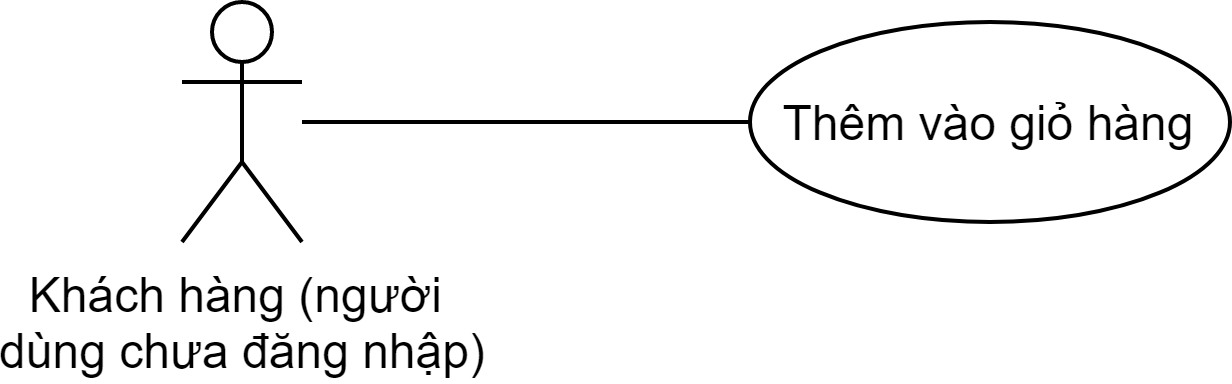 Thêm vào giỏ hàng
Khách hàng (người
dùng chưa đăng nhập)